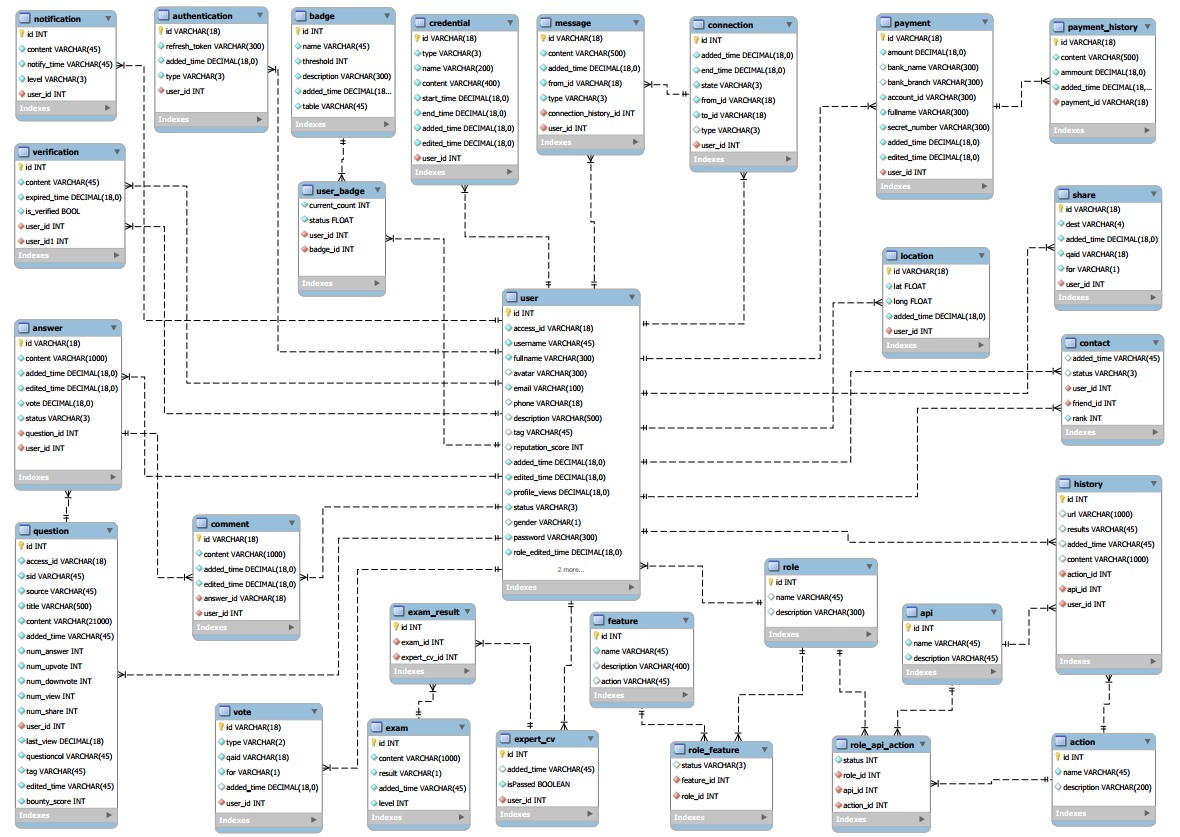 notification
id INT
content VARCHAR(45)
notify_time VARCHAR(45)
level VARCHAR(3)
user_id INT
Indexes
authentication
id VARCHAR(18)
refresh_token VARCHAR(300)
added_time DECIMAL(18,0)
type VARCHAR(3)
user_id INT
Indexes
badge
id INT
name VARCHAR(45)
threshold INT
description VARCHAR(300)
added_time DECIMAL(18...
table VARCHAR(45)
Indexes
credential
id VARCHAR(18)
type VARCHAR(3)
name VARCHAR(200)
content VARCHAR(400)
start_time DECIMAL(18,0)
end_time DECIMAL(18,0)
added_time DECIMAL(18,0)
edited_time DECIMAL(18,0)
user_id INT
Indexes
message
id VARCHAR(18)
content VARCHAR(500)
added_time DECIMAL(18,0)
from_id VARCHAR(18)
type VARCHAR(3)
connection_history_id INT
user_id INT
Indexes
connection
id INT
added_time DECIMAL(18,0)
end_time DECIMAL(18,0)
state VARCHAR(3)
from_id VARCHAR(18)
to_id VARCHAR(18)
type VARCHAR(3)
user_id INT
Indexes
payment
id VARCHAR(18)
amount DECIMAL(18,0)
bank_name VARCHAR(300)
bank_branch VARCHAR(300)
account_id VARCHAR(300)
fullname VARCHAR(300)
secret_number VARCHAR(300)
added_time DECIMAL(18,0)
edited_time DECIMAL(18,0)
user_id INT
Indexes
payment_history
id VARCHAR(18)
content VARCHAR(500)
ammount DECIMAL(18,0)
added_time DECIMAL(18,...
payment_id VARCHAR(18)
Indexes
verification
id INT
content VARCHAR(45)
expired_time DECIMAL(18,0)
is_verified BOOL
user_id INT
user_id1 INT
Indexes
user_badge
current_count INT
status FLOAT
user_id INT
badge_id INT
Indexes
share
id VARCHAR(18)
dest VARCHAR(4)
added_time DECIMAL(18,0)
qaid VARCHAR(18)
for VARCHAR(1)
user_id INT
Indexes
location
id VARCHAR(18)
lat FLOAT
long FLOAT
added_time DECIMAL(18,0)
user_id INT
Indexes
user
id INT
access_id VARCHAR(18)
username VARCHAR(45)
fullname VARCHAR(300)
avatar VARCHAR(300)
email VARCHAR(100)
phone VARCHAR(18)
description VARCHAR(500)
tag VARCHAR(45)
reputation_score INT
added_time DECIMAL(18,0)
edited_time DECIMAL(18,0)
profile_views DECIMAL(18,0)
status VARCHAR(3)
gender VARCHAR(1)
password VARCHAR(300)
role_edited_time DECIMAL(18,0)
2 more...
Indexes
answer
id VARCHAR(18)
content VARCHAR(1000)
added_time DECIMAL(18,0)
edited_time DECIMAL(18,0)
vote DECIMAL(18,0)
status VARCHAR(3)
question_id INT
user_id INT
Indexes
contact
added_time VARCHAR(45)
status VARCHAR(3)
user_id INT
friend_id INT
rank INT
Indexes
history
id INT
url VARCHAR(1000)
results VARCHAR(45)
added_time VARCHAR(45)
content VARCHAR(1000)
action_id INT
api_id INT
user_id INT
Indexes
question
id INT
access_id VARCHAR(18)
sid VARCHAR(45)
source VARCHAR(45)
title VARCHAR(500)
content VARCHAR(21000)
added_time VARCHAR(45)
num_answer INT
num_upvote INT
num_downvote INT
num_view INT
num_share INT
user_id INT
last_view DECIMAL(18)
questioncol VARCHAR(45)
tag VARCHAR(45)
edited_time VARCHAR(45)
bounty_score INT
Indexes
comment
id VARCHAR(18)
content VARCHAR(1000)
added_time DECIMAL(18,0)
edited_time DECIMAL(18,0)
answer_id VARCHAR(18)
user_id INT
Indexes
exam_result
id INT
exam_id INT
expert_cv_id INT
Indexes
feature
id INT
name VARCHAR(45)
description VARCHAR(400)
action VARCHAR(45)
Indexes
role
id INT
name VARCHAR(45)
description VARCHAR(300)
Indexes
api
id INT
name VARCHAR(45)
description VARCHAR(45)
Indexes
vote
id VARCHAR(18)
type VARCHAR(2)
qaid VARCHAR(18)
for VARCHAR(1)
added_time DECIMAL(18,0)
user_id INT
Indexes
exam
id INT
content VARCHAR(1000)
result VARCHAR(1)
added_time VARCHAR(45)
level INT
Indexes
expert_cv
id INT
added_time VARCHAR(45)
isPassed BOOLEAN
user_id INT
Indexes
role_feature
status VARCHAR(3)
feature_id INT
role_id INT
Indexes
role_api_action
status INT
role_id INT
api_id INT
action_id INT
Indexes
action
id INT
name VARCHAR(45)
description VARCHAR(200)
Indexes